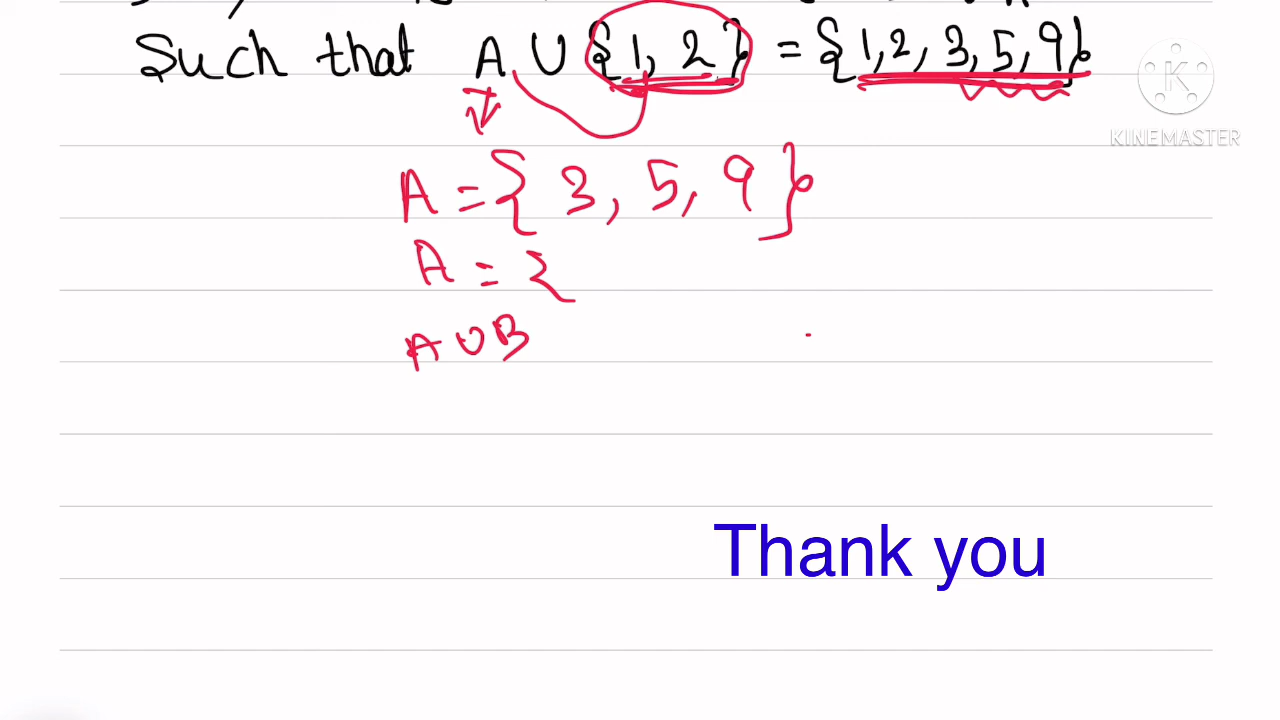 Such that A ∪ {1, 2} = {1,2, 3, 5, 9}
KINEMASTER
A = { 3, 5, 9 }
A = {
A ∪ B
Thank you